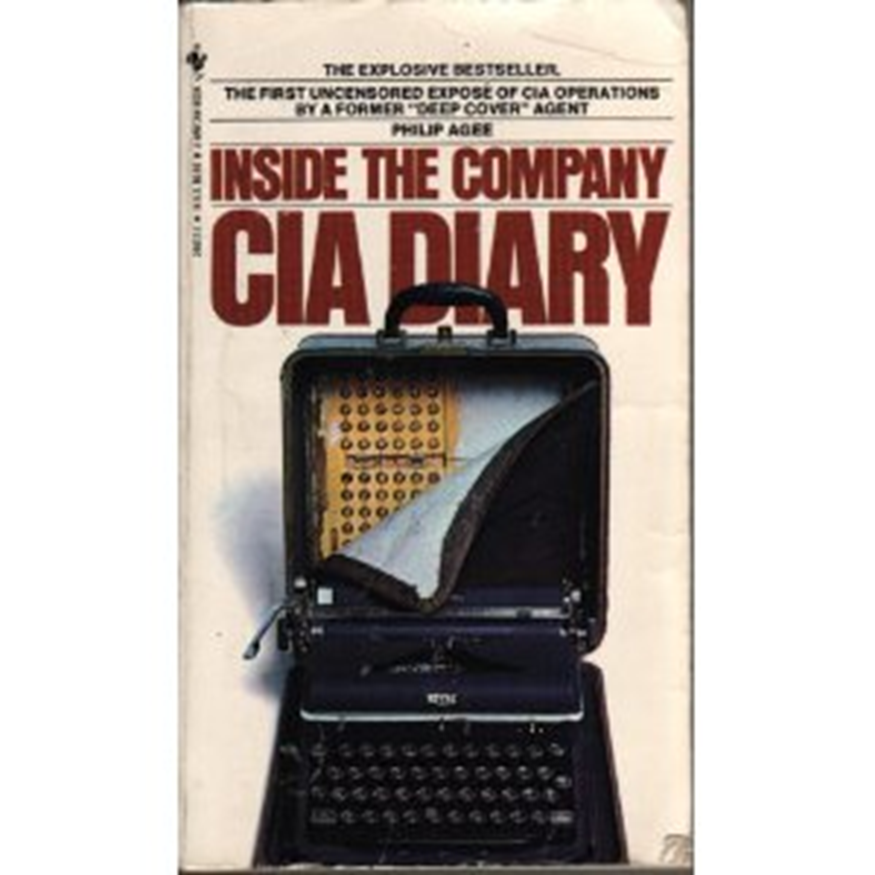 THE EXPLOSIVE BESTSELLER.
THE FIRST UNCENSORED EXPOSÉ OF CIA OPERATIONS
BY A FORMER "DEEP COVER" AGENT
PHILIP AGEE
INSIDE THE COMPANY
CIA DIARY